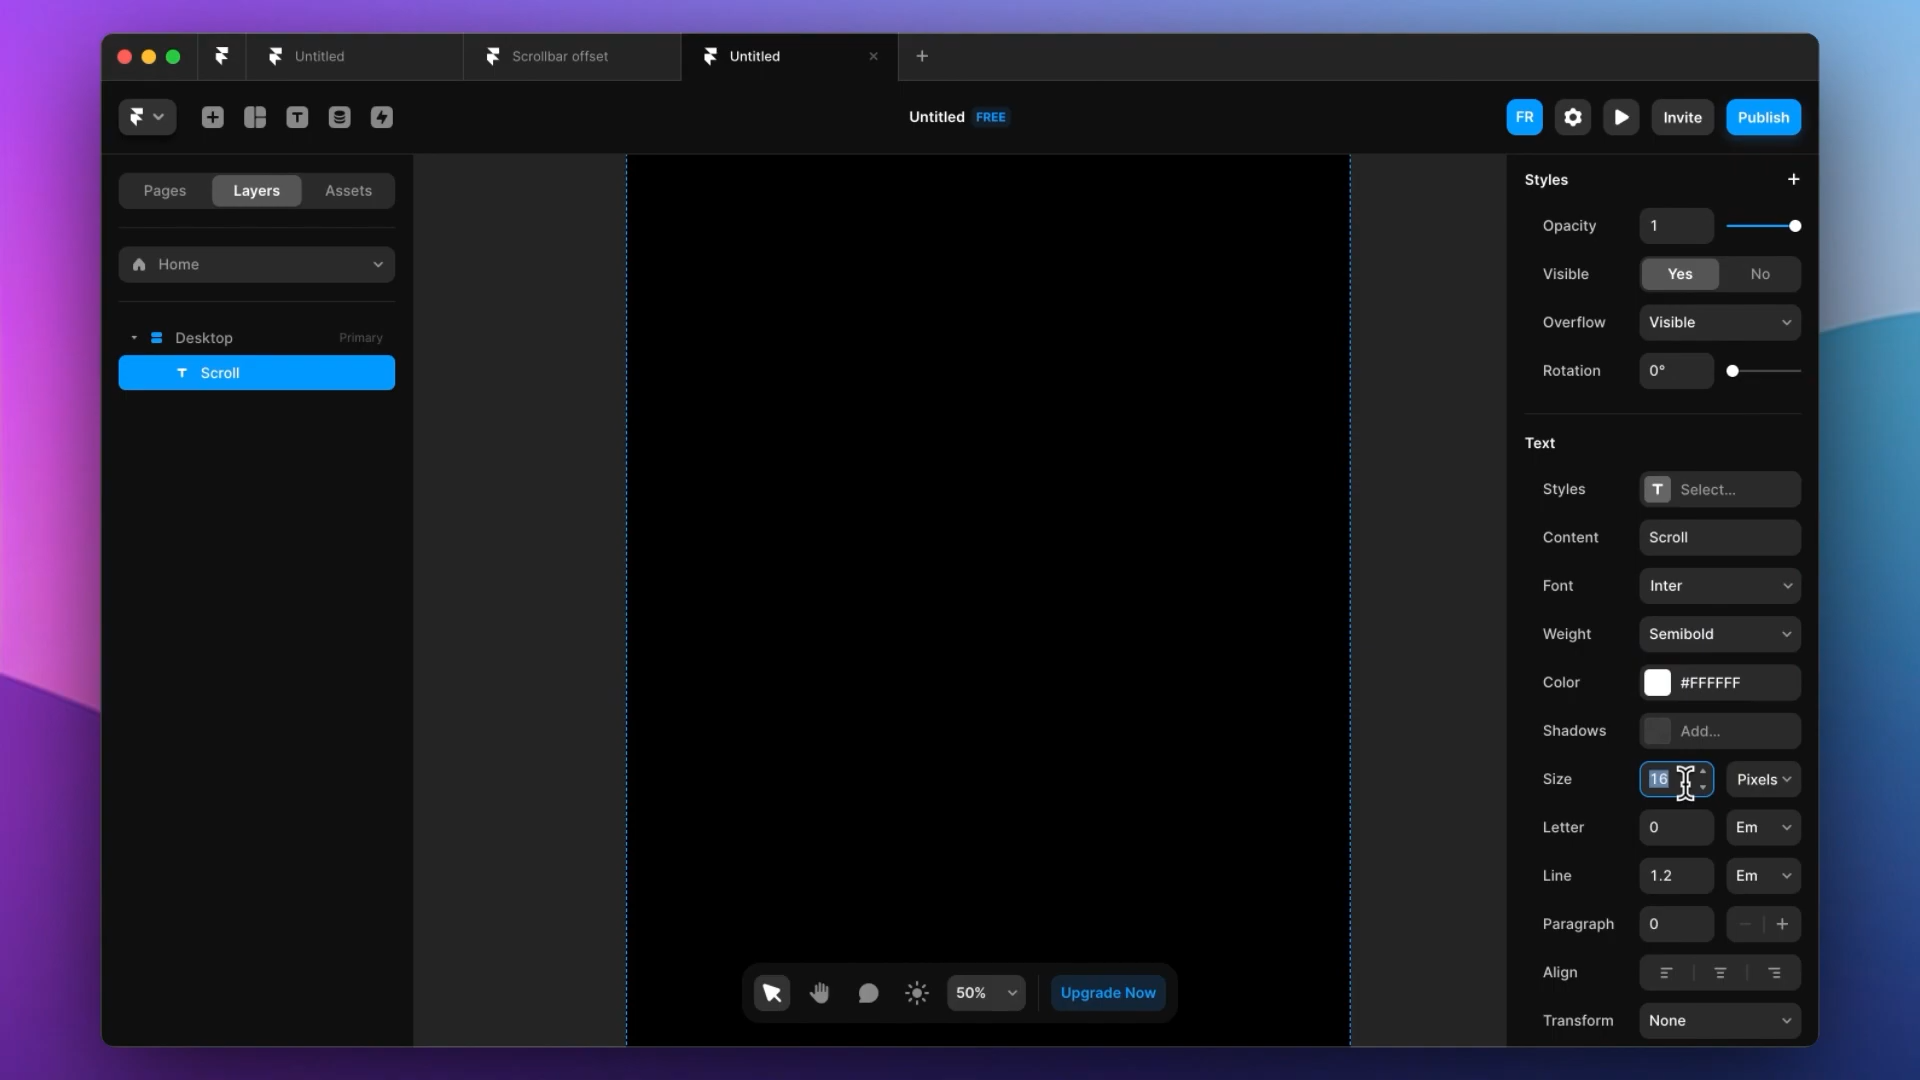 Untitled
Scrollbar offset
Untitled
Untitled FREE
FR
Invite
Publish
Pages
Layers
Assets
Home
Desktop
Primary
Scroll
Styles
Opacity 1
Visible Yes No
Overflow Visible
Rotation 0°
Text
Styles T Select...
Content Scroll
Font Inter
Weight Semibold
Color #FFFFFF
Shadows Add...
Size 16 Pixels
Letter 0 Em
Line 1.2 Em
Paragraph 0
Align
Transform None
50%
Upgrade Now